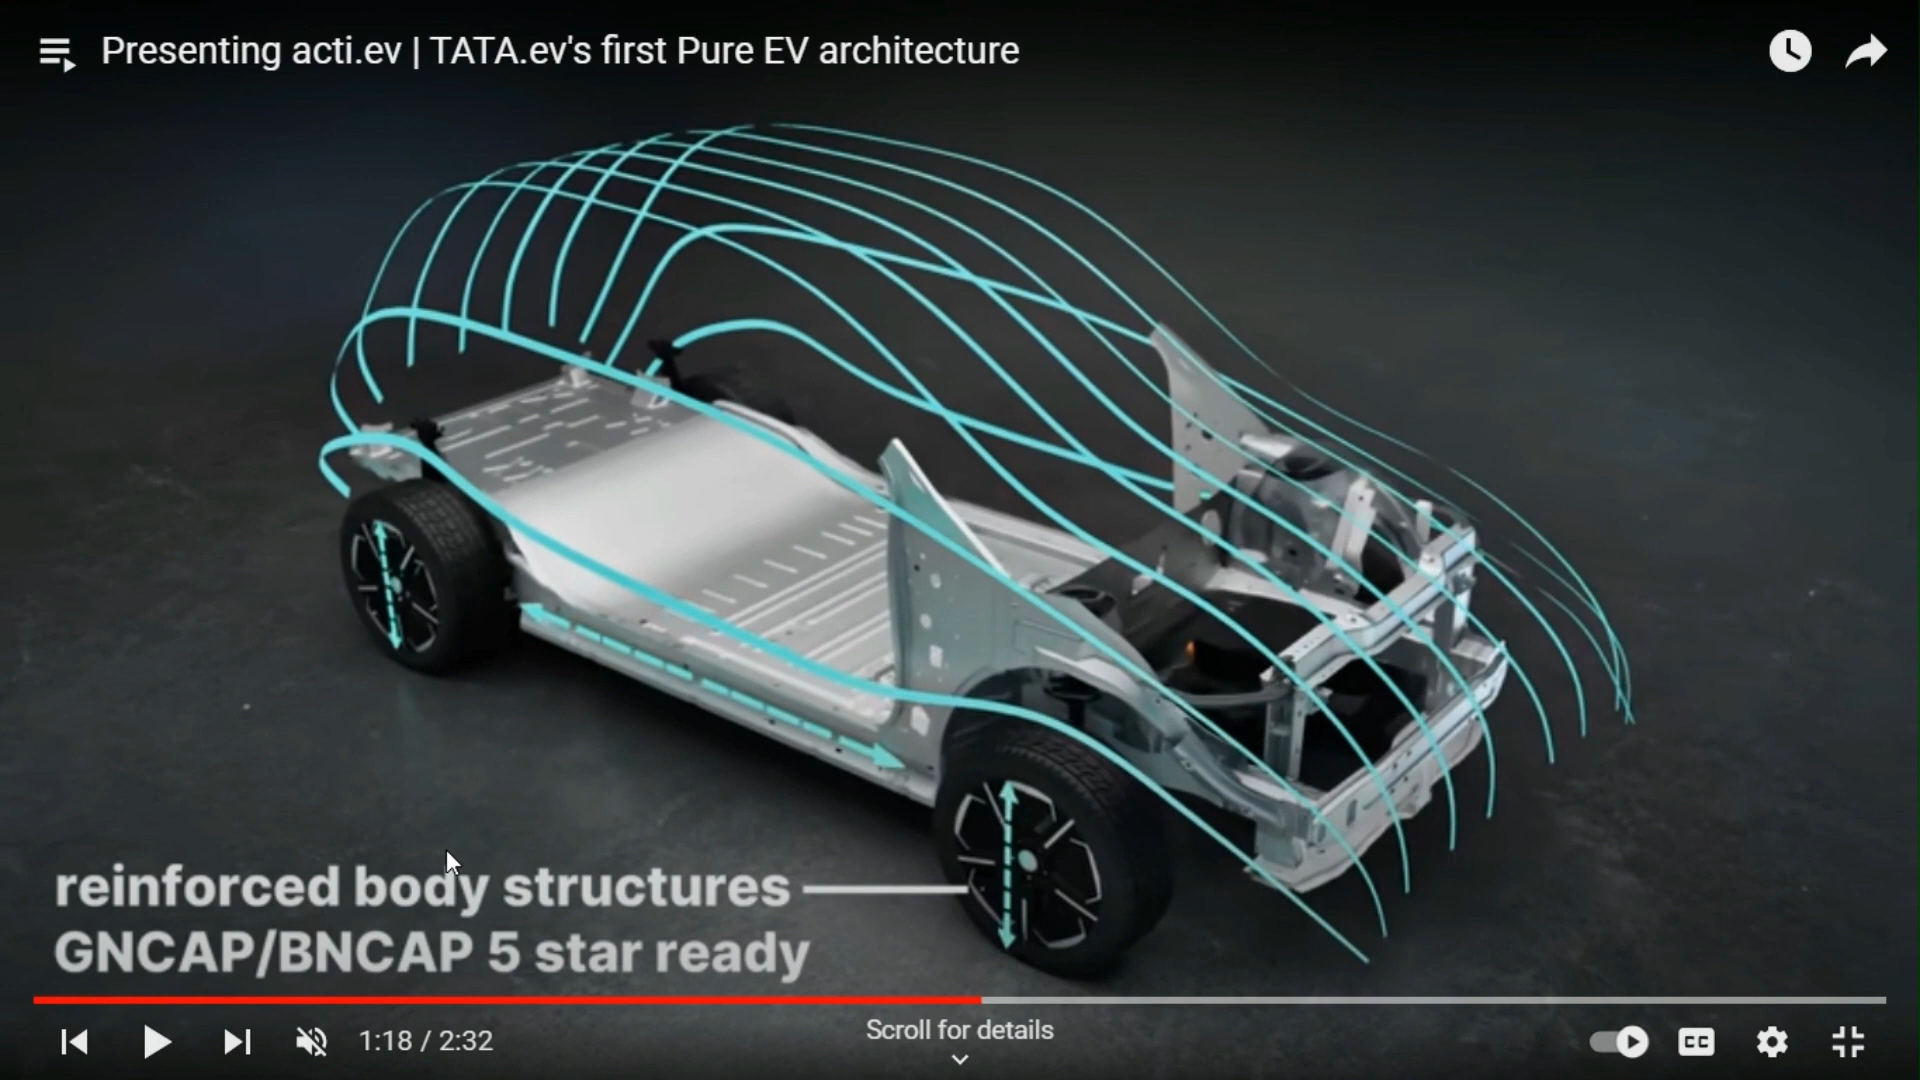 Presenting acti.ev | TATA.ev's first Pure EV architecture
reinforced body structures
GNCAP/BNCAP 5 star ready
1:18 / 2:32
Scroll for details
CC